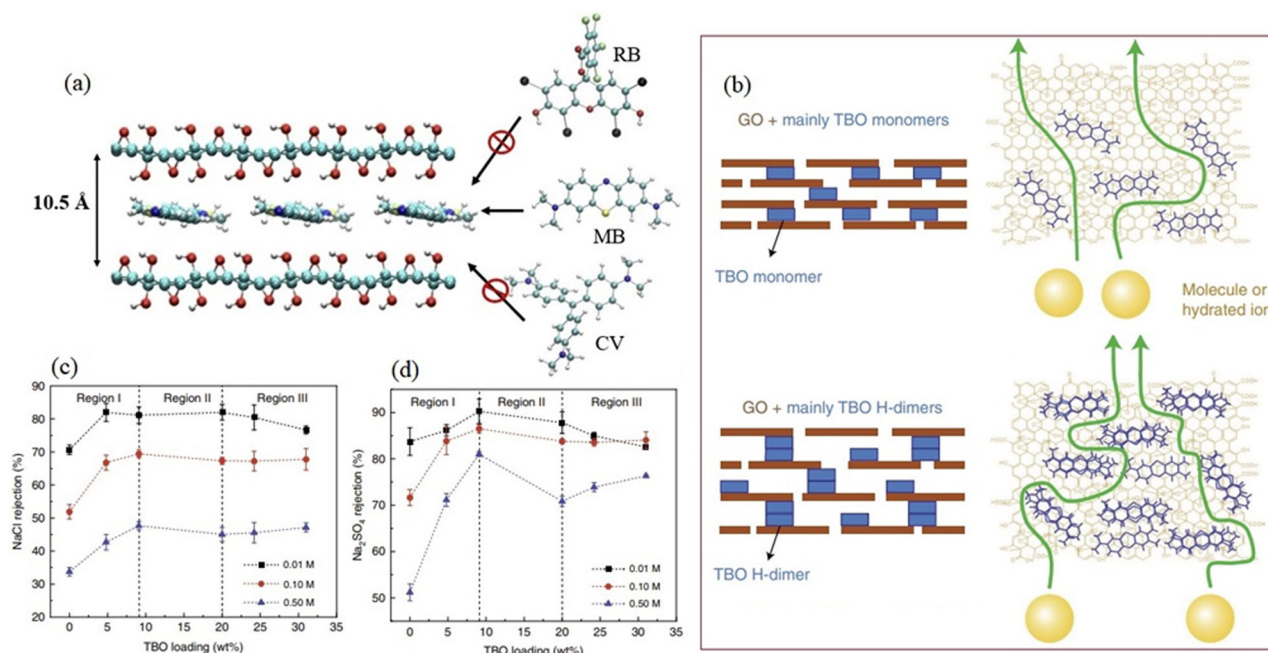 (a)
RB
10.5 Å
MB
CV
(b)
GO + mainly TBO monomers
TBO monomer
Molecule or
hydrated ion
GO + mainly TBO H-dimers
TBO H-dimer
(c)
Region I
Region II
Region III
NaCl rejection (%)
90
80
70
60
50
40
30
20
0.01 M
0.10 M
0.50 M
0 5 10 15 20 25 30 35
TBO loading (wt%)
(d)
Region I
Region II
Region III
Na₂SO₄ rejection (%)
90
80
70
60
50
0.01 M
0.10 M
0.50 M
0 5 10 15 20 25 30 35
TBO loading (wt%)